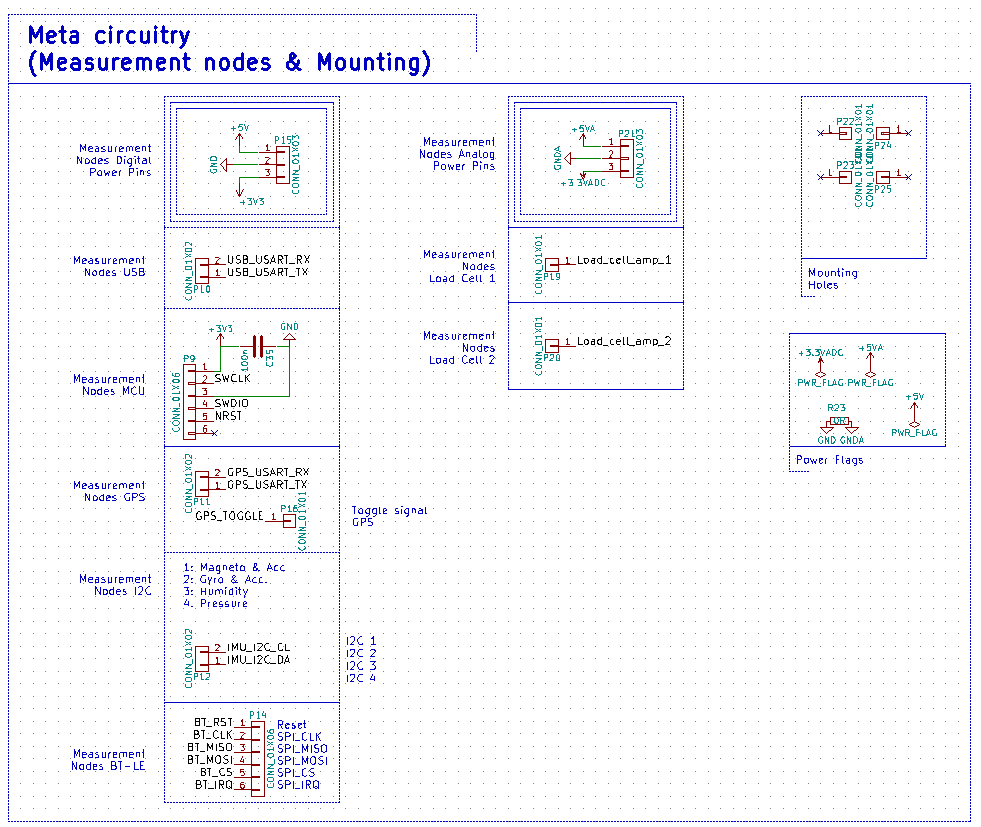 Meta circuitry
(Measurement nodes & Mounting)
Measurement
Nodes Digital
Power Pins
+5V
P15
GND
1
2
3
CONN_01X03
+3V3
Measurement
Nodes USB
CONN_01X02
2
USB_USART_RX
1
USB_USART_TX
P10
Measurement
Nodes MCU
+3V3
GND
100n
C35
P9
CONN_01X06
1
2
SWCLK
3
4
SWDIO
5
NRST
6
Measurement
Nodes GPS
CONN_01X02
2
GPS_USART_RX
1
GPS_USART_TX
P11
P16
GPS_TOGGLE
1
CONN_01X01
Toggle signal
GPS
Measurement
Nodes I2C
1: Magneto & Acc
2: Gyro & Acc.
3: Humidity
4. Pressure
CONN_01X02
2
IMU_I2C_CL
1
IMU_I2C_DA
P12
I2C 1
I2C 2
I2C 3
I2C 4
Measurement
Nodes BT-LE
P14
BT_RST
1
Reset
BT_CLK
2
SPI_CLK
BT_MISO
3
SPI_MISO
BT_MOSI
4
SPI_MOSI
BT_CS
5
SPI_CS
BT_IRQ
6
SPI_IRQ
CONN_01X06
Measurement
Nodes Analog
Power Pins
+5VA
P21
GNDA
1
2
3
CONN_01X03
+3.3VADC
Measurement
Nodes
Load Cell 1
CONN_01X01
1
Load_cell_amp_1
P19
Measurement
Nodes
Load Cell 2
CONN_01X01
1
Load_cell_amp_2
P20
P22
1
CONN_01X01
CONN_01X01
1
P24
P23
1
CONN_01X01
CONN_01X01
1
P25
Mounting
Holes
+3.3VADC
+5VA
PWR_FLAG
PWR_FLAG
R23
0R
GND
GNDA
+5V
PWR_FLAG
Power Flags